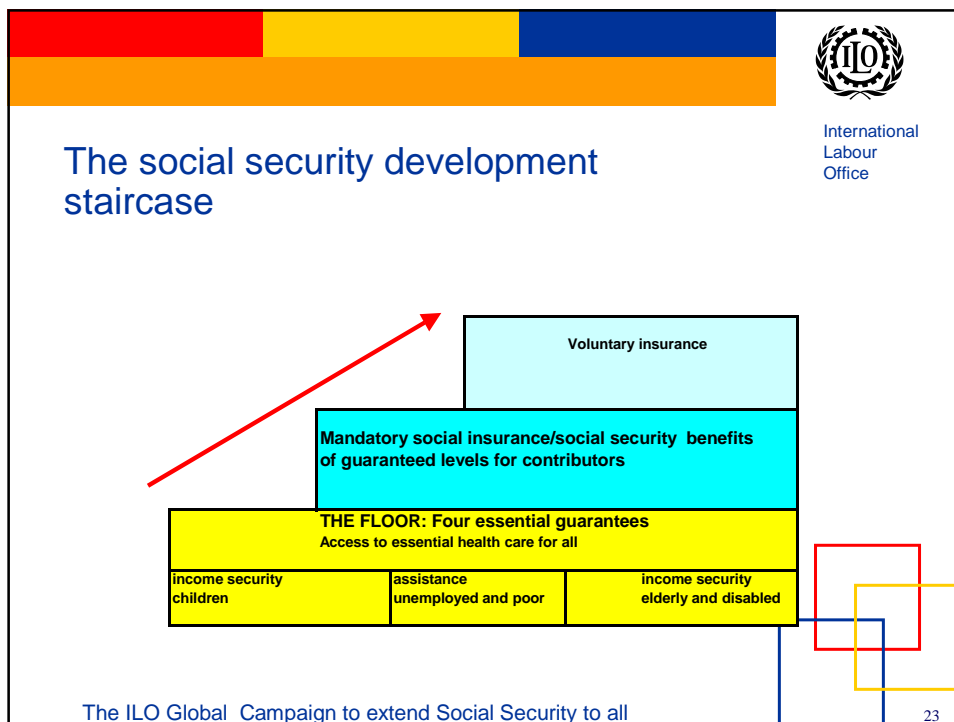 ILO
International
Labour
Office
The social security development
staircase
Voluntary insurance
Mandatory social insurance/social security benefits
of guaranteed levels for contributors
THE FLOOR: Four essential guarantees
Access to essential health care for all
income security
children
assistance
unemployed and poor
income security
elderly and disabled
The ILO Global Campaign to extend Social Security to all
23